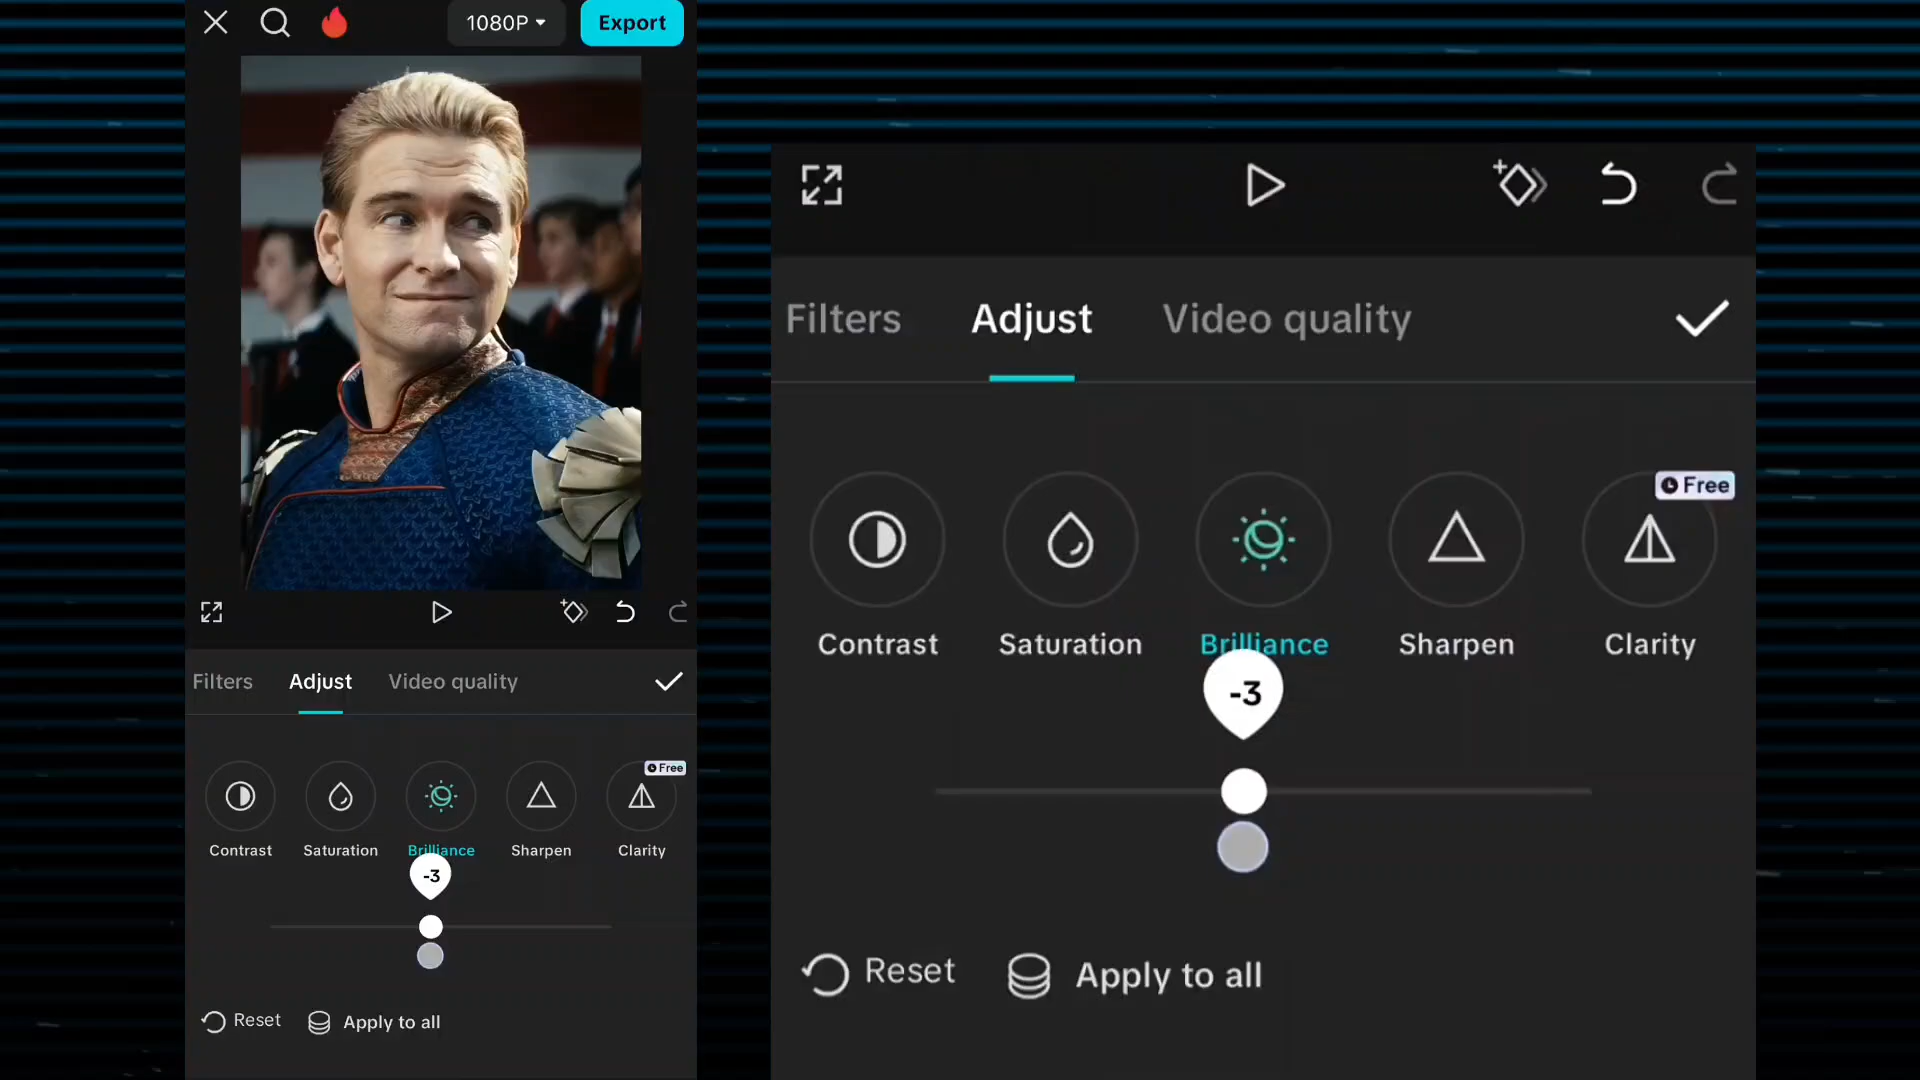 1080P
Export
Filters
Adjust
Video quality
Free
Contrast
Saturation
Brilliance
Sharpen
Clarity
-3
Reset
Apply to all
Filters
Adjust
Video quality
Free
Contrast
Saturation
Brilliance
Sharpen
Clarity
-3
Reset
Apply to all